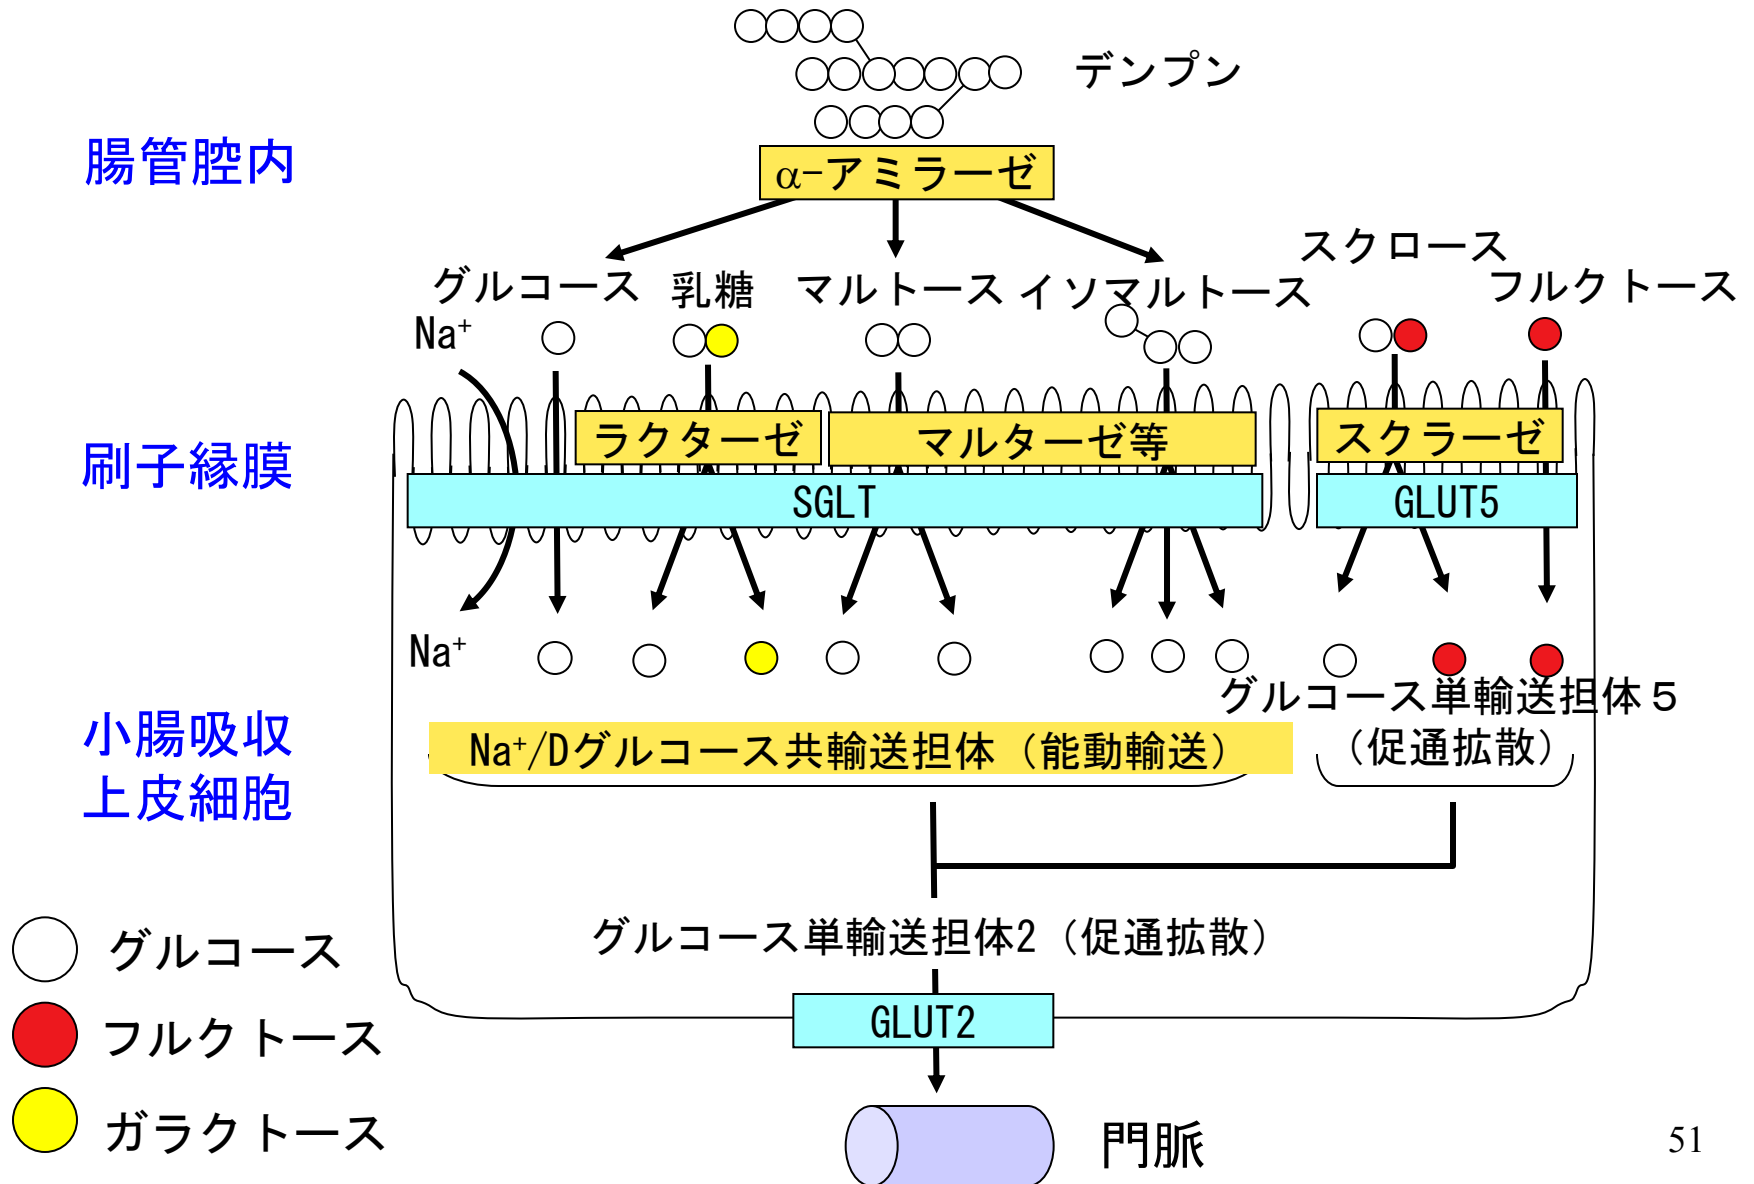 デンプン
腸管腔内
α-アミラーゼ
スクロース
グルコース
乳糖
マルトース
イソマルトース
フルクトース
Na⁺
刷子縁膜
ラクターゼ
マルターゼ等
スクラーゼ
SGLT
GLUT5
Na⁺
小腸吸収
上皮細胞
グルコース単輸送担体５
（促通拡散）
Na⁺/Dグルコース共輸送担体（能動輸送）
グルコース単輸送担体2（促通拡散）
GLUT2
グルコース
フルクトース
ガラクトース
門脈
51